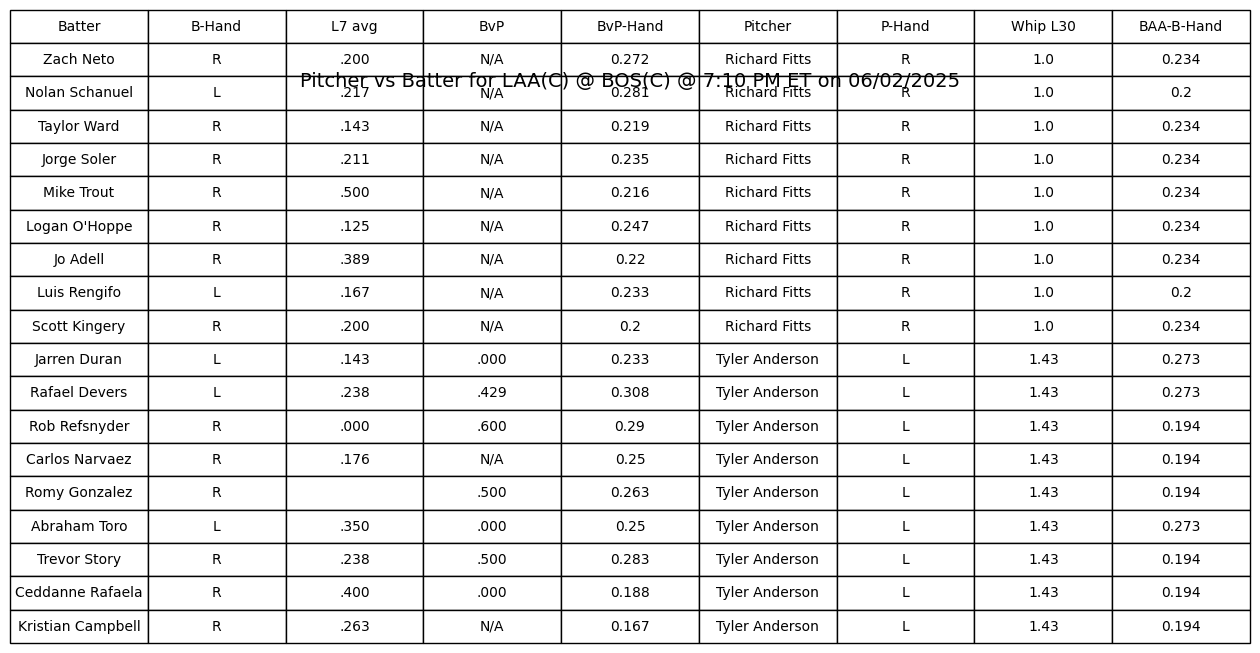 Batter B-Hand L7 avg BvP BvP-Hand Pitcher P-Hand Whip L30 BAA-B-Hand
Zach Neto R .200 N/A 0.272 Richard Fitts R 1.0 0.234
Pitcher vs Batter for LAA(C) @ BOS(C) @ 7:10 PM ET on 06/02/2025
Nolan Schanuel L .217 N/A 0.281 Richard Fitts R 1.0 0.2
Taylor Ward R .143 N/A 0.219 Richard Fitts R 1.0 0.234
Jorge Soler R .211 N/A 0.235 Richard Fitts R 1.0 0.234
Mike Trout R .500 N/A 0.216 Richard Fitts R 1.0 0.234
Logan O'Hoppe R .125 N/A 0.247 Richard Fitts R 1.0 0.234
Jo Adell R .389 N/A 0.22 Richard Fitts R 1.0 0.234
Luis Rengifo L .167 N/A 0.233 Richard Fitts R 1.0 0.2
Scott Kingery R .200 N/A 0.2 Richard Fitts R 1.0 0.234
Jarren Duran L .143 .000 0.233 Tyler Anderson L 1.43 0.273
Rafael Devers L .238 .429 0.308 Tyler Anderson L 1.43 0.273
Rob Refsnyder R .000 .600 0.29 Tyler Anderson L 1.43 0.194
Carlos Narvaez R .176 N/A 0.25 Tyler Anderson L 1.43 0.194
Romy Gonzalez R .500 0.263 Tyler Anderson L 1.43 0.194
Abraham Toro L .350 .000 0.25 Tyler Anderson L 1.43 0.273
Trevor Story R .238 .500 0.283 Tyler Anderson L 1.43 0.194
Ceddanne Rafaela R .400 .000 0.188 Tyler Anderson L 1.43 0.194
Kristian Campbell R .263 N/A 0.167 Tyler Anderson L 1.43 0.194